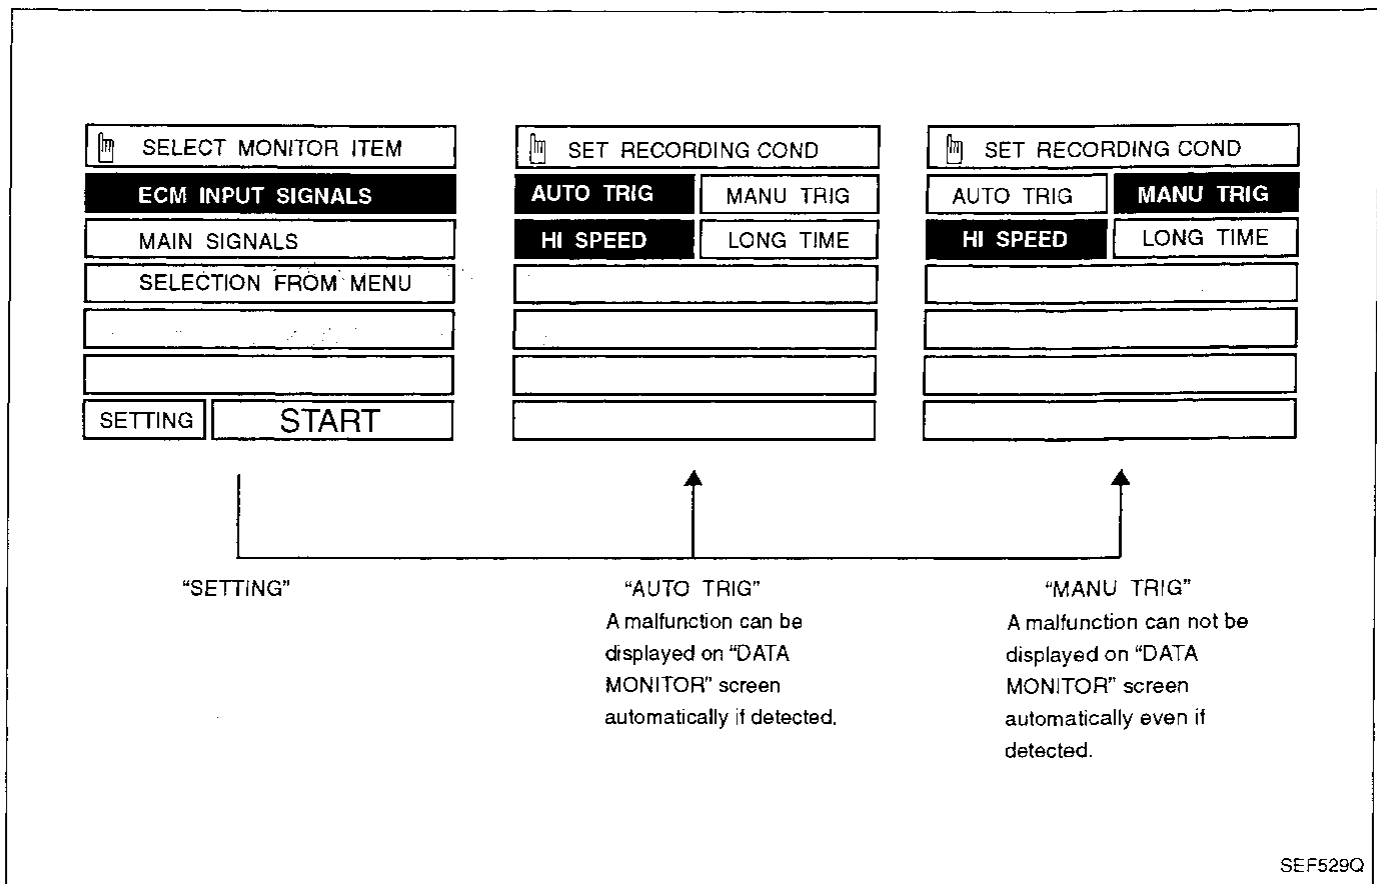 SELECT MONITOR ITEM
ECM INPUT SIGNALS
MAIN SIGNALS
SELECTION FROM MENU
SETTING
START
SET RECORDING COND
AUTO TRIG
MANU TRIG
HI SPEED
LONG TIME
SET RECORDING COND
AUTO TRIG
MANU TRIG
HI SPEED
LONG TIME
"SETTING"
"AUTO TRIG"
A malfunction can be
displayed on "DATA
MONITOR" screen
automatically if detected.
"MANU TRIG"
A malfunction can not be
displayed on "DATA
MONITOR" screen
automatically even if
detected.
SEF529Q